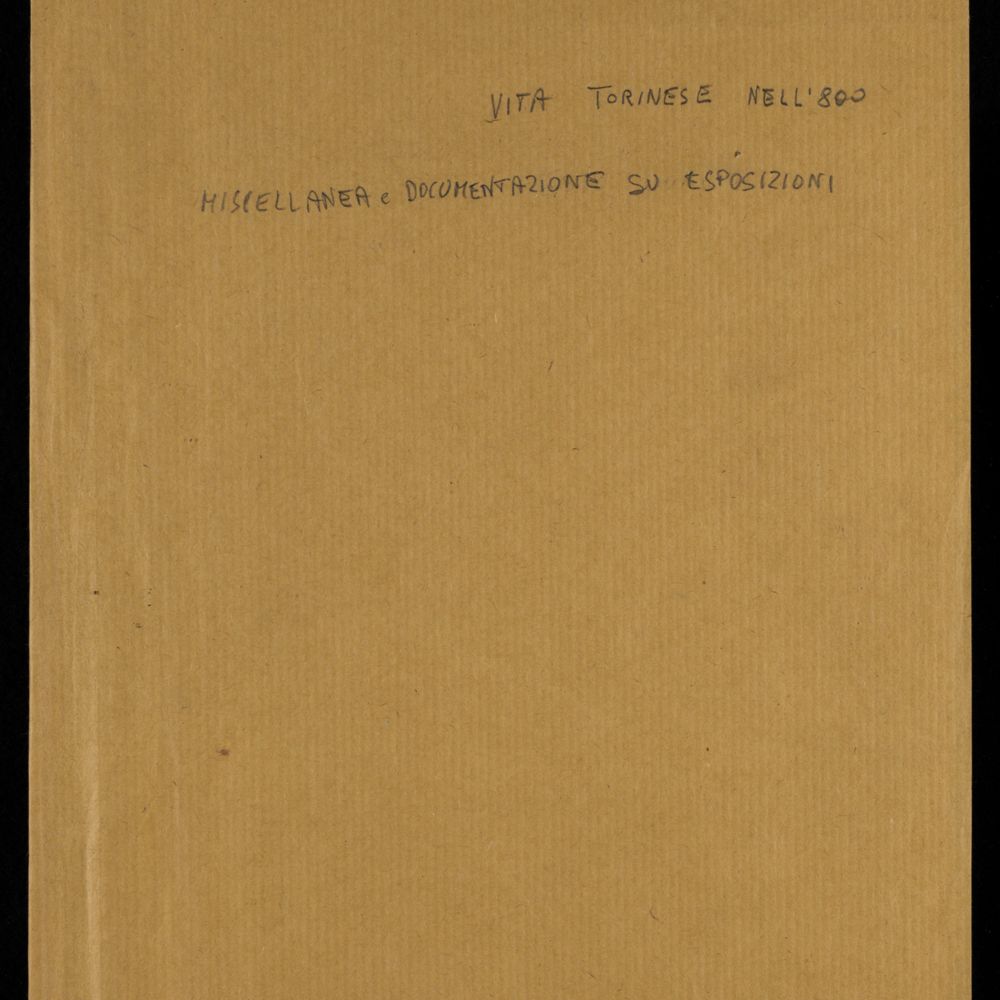 VITA TORINESE NELL'800
MISCELLANEA e DOCUMENTAZIONE SU ESPOSIZIONI